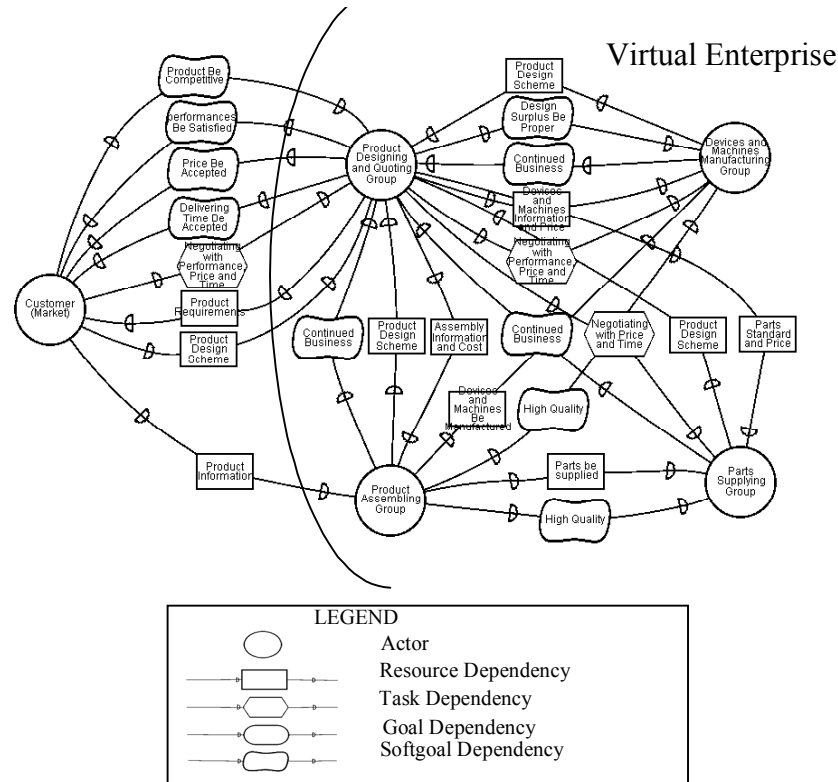 Virtual Enterprise
Product Be
Competitive
performances
Be Satisfied
Price Be
Accepted
Delivering
Time De
Accepted
Negotiating
with
Performance,
Price and
Time
Product
Requirements
Product
Design
Scheme
Customer
(Market)
Product
Information
Product
Designing
and Quoting
Group
Product
Design
Scheme
Design
Surplus Be
Proper
Continued
Business
Devices and
Machines
Information
and Price
Negotiating
with
Performance,
Price and
Time
Devices and
Machines
Manufacturing
Group
Continued
Business
Product
Design
Scheme
Assembly
Information
and Cost
Continued
Business
Negotiating
with Price
and Time
Product
Design
Scheme
Parts
Standard
and Price
Devices
and
Machines
Be
Manufactured
High Quality
Product
Assembling
Group
Parts be
supplied
High Quality
Parts
Supplying
Group
LEGEND
Actor
Resource Dependency
Task Dependency
Goal Dependency
Softgoal Dependency